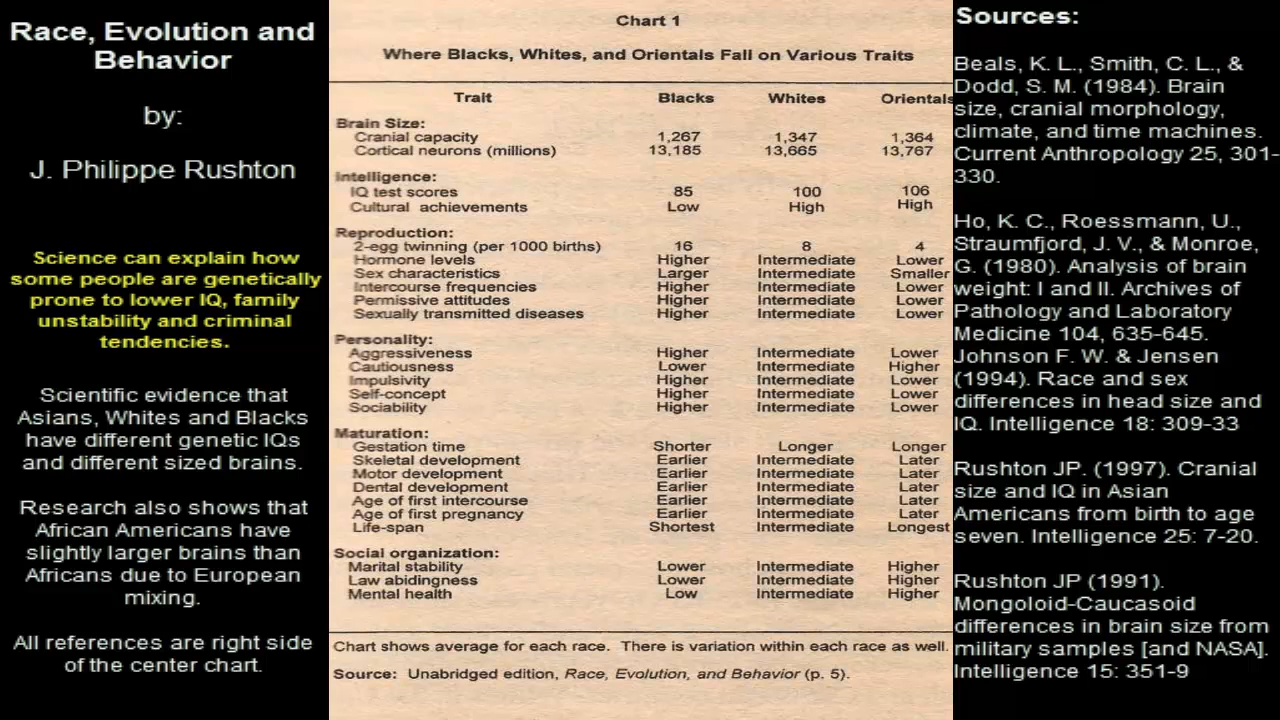 Race, Evolution and
Behavior
by:
J. Philippe Rushton
Science can explain how
some people are genetically
prone to lower IQ, family
unstability and criminal
tendencies.
Scientific evidence that
Asians, Whites and Blacks
have different genetic IQs
and different sized brains.
Research also shows that
African Americans have
slightly larger brains than
Africans due to European
mixing.
All references are right side
of the center chart.
Chart 1
Where Blacks, Whites, and Orientals Fall on Various Traits
Trait Blacks Whites Orientals
Brain Size:
Cranial capacity 1,267 1,347 1,364
Cortical neurons (millions) 13,185 13,665 13,767
Intelligence:
IQ test scores 85 100 106
Cultural achievements Low High High
Reproduction:
2-egg twinning (per 1000 births) 16 8 4
Hormone levels Higher Intermediate Lower
Sex characteristics Larger Intermediate Smaller
Intercourse frequencies Higher Intermediate Lower
Permissive attitudes Higher Intermediate Lower
Sexually transmitted diseases Higher Intermediate Lower
Personality:
Aggressiveness Higher Intermediate Lower
Cautiousness Lower Intermediate Higher
Impulsivity Higher Intermediate Lower
Self-concept Higher Intermediate Lower
Sociability Higher Intermediate Lower
Maturation:
Gestation time Shorter Longer Longer
Skeletal development Earlier Intermediate Later
Motor development Earlier Intermediate Later
Dental development Earlier Intermediate Later
Age of first intercourse Earlier Intermediate Later
Age of first pregnancy Earlier Intermediate Later
Life-span Shortest Intermediate Longest
Social organization:
Marital stability Lower Intermediate Higher
Law abidingness Lower Intermediate Higher
Mental health Low Intermediate Higher
Chart shows average for each race. There is variation within each race as well.
Source: Unabridged edition, Race, Evolution, and Behavior (p. 5).
Sources:
Beals, K. L., Smith, C. L., &
Dodd, S. M. (1984). Brain
size, cranial morphology,
climate, and time machines.
Current Anthropology 25, 301-
330.
Ho, K. C., Roessmann, U.,
Straumfjord, J. V., & Monroe,
G. (1980). Analysis of brain
weight: I and II. Archives of
Pathology and Laboratory
Medicine 104, 635-645.
Johnson F. W. & Jensen
(1994). Race and sex
differences in head size and
IQ. Intelligence 18: 309-33
Rushton JP. (1997). Cranial
size and IQ in Asian
Americans from birth to age
seven. Intelligence 25: 7-20.
Rushton JP (1991).
Mongoloid-Caucasoid
differences in brain size from
military samples [and NASA].
Intelligence 15: 351-9